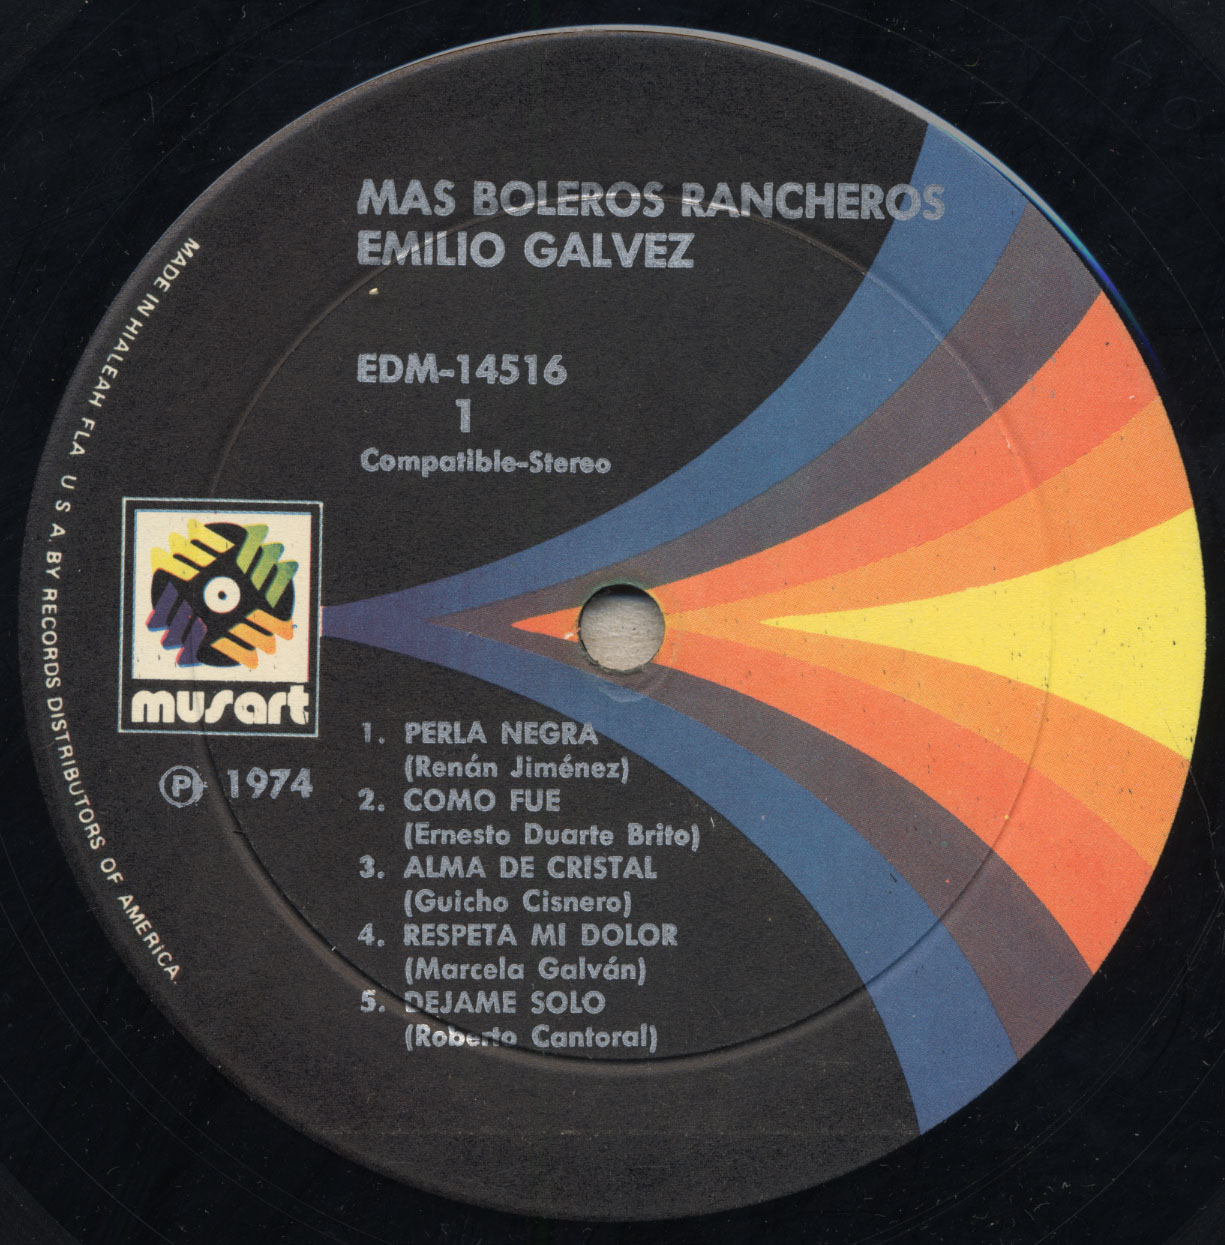 MAS BOLEROS RANCHEROS
EMILIO GALVEZ
EDM-14516
1
Compatible-Stereo
MADE IN HIALEAH FLA U S A. BY RECORDS DISTRIBUTORS OF AMERiCA.
musart
℗ 1974
1. PERLA NEGRA
(Renán Jiménez)
2. COMO FUE
(Ernesto Duarte Brito)
3. ALMA DE CRISTAL
(Guicho Cisnero)
4. RESPETA MI DOLOR
(Marcela Galván)
5. DEJAME SOLO
(Roberto Cantoral)